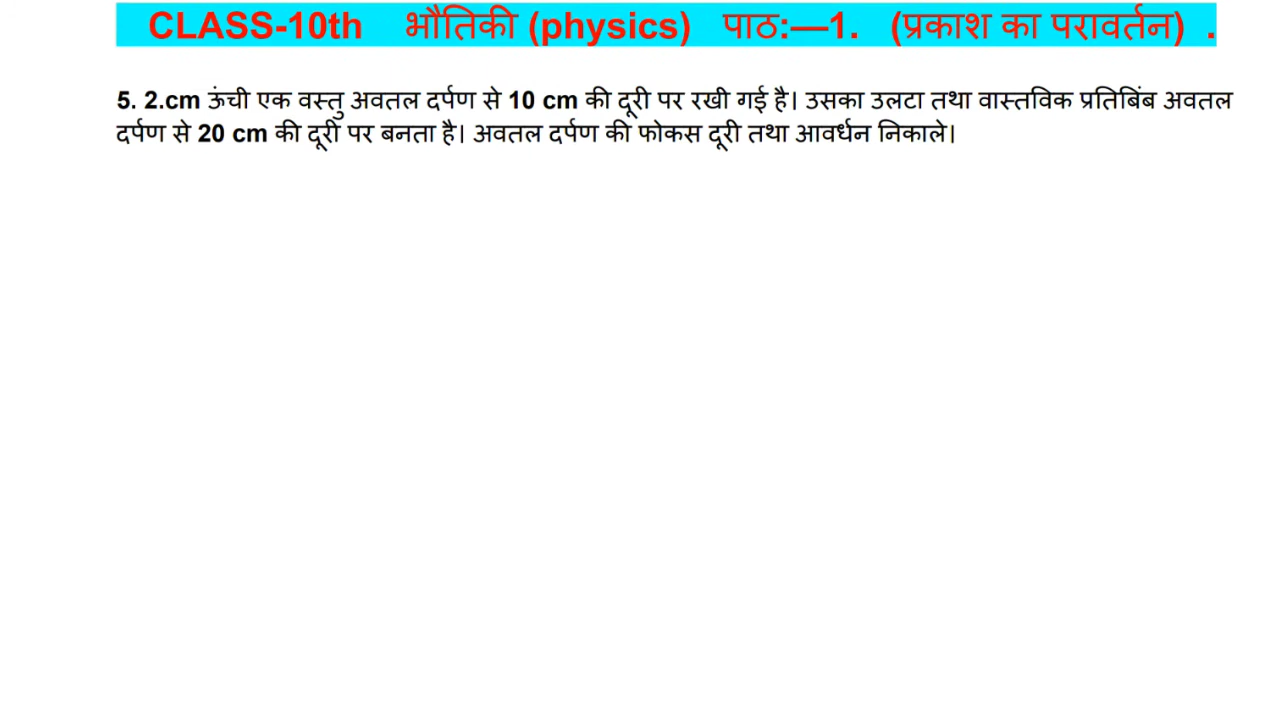 CLASS-10th भौतिकी (physics) पाठ:—1. (प्रकाश का परावर्तन) .
5. 2.cm ऊंची एक वस्तु अवतल दर्पण से 10 cm की दूरी पर रखी गई है। उसका उलटा तथा वास्तविक प्रतिबिंब अवतल
दर्पण से 20 cm की दूरी पर बनता है। अवतल दर्पण की फोकस दूरी तथा आवर्धन निकाले।